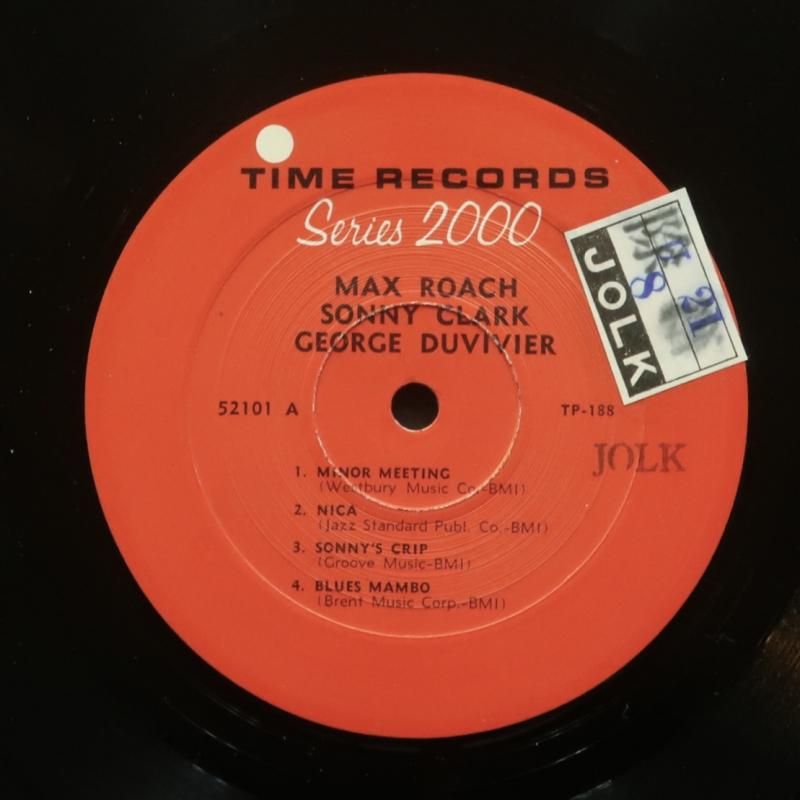 TIME RECORDS
Series 2000
MAX ROACH
SONNY CLARK
GEORGE DUVIVIER
52101 A
TP-188
JOLK
8 21
JOLK
1. MINOR MEETING
(Westbury Music Co.-BMI)
2. NICA
(Jazz Standard Publ. Co.-BMI)
3. SONNY'S CRIP
(Groove Music-BMI)
4. BLUES MAMBO
(Brent Music Corp.-BMI)